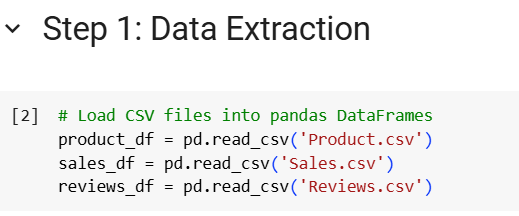 Step 1: Data Extraction
[2] # Load CSV files into pandas DataFrames
product_df = pd.read_csv('Product.csv')
sales_df = pd.read_csv('Sales.csv')
reviews_df = pd.read_csv('Reviews.csv')